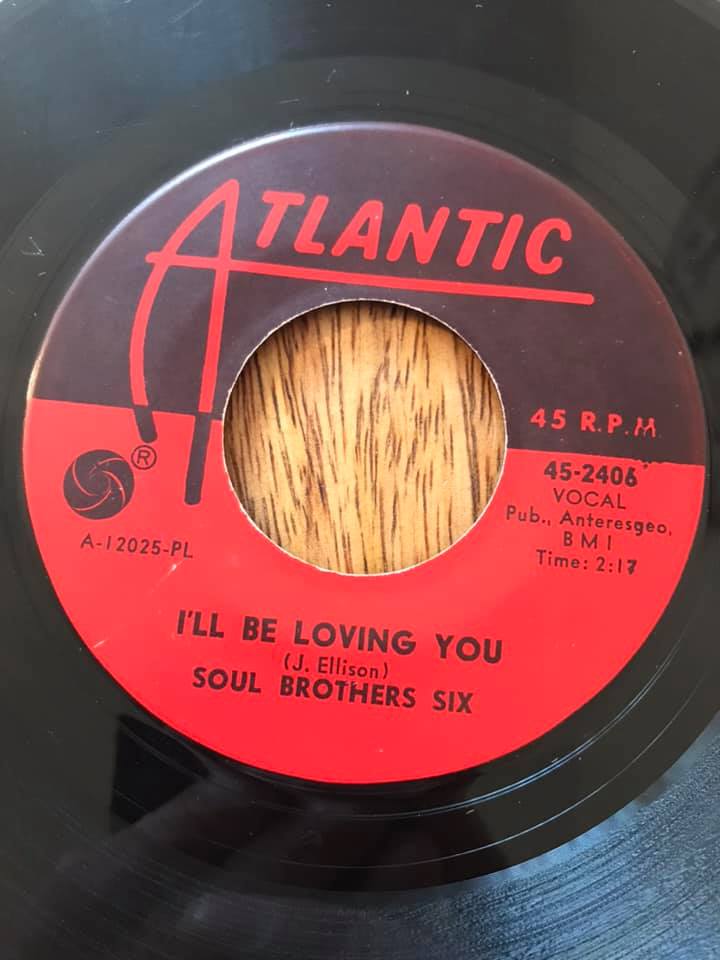 ATLANTIC
45 R.P.M.
®
A-12025-PL
45-2406
VOCAL
Pub., Anteresgeo,
BMI
Time: 2:17
I'LL BE LOVING YOU
(J. Ellison)
SOUL BROTHERS SIX